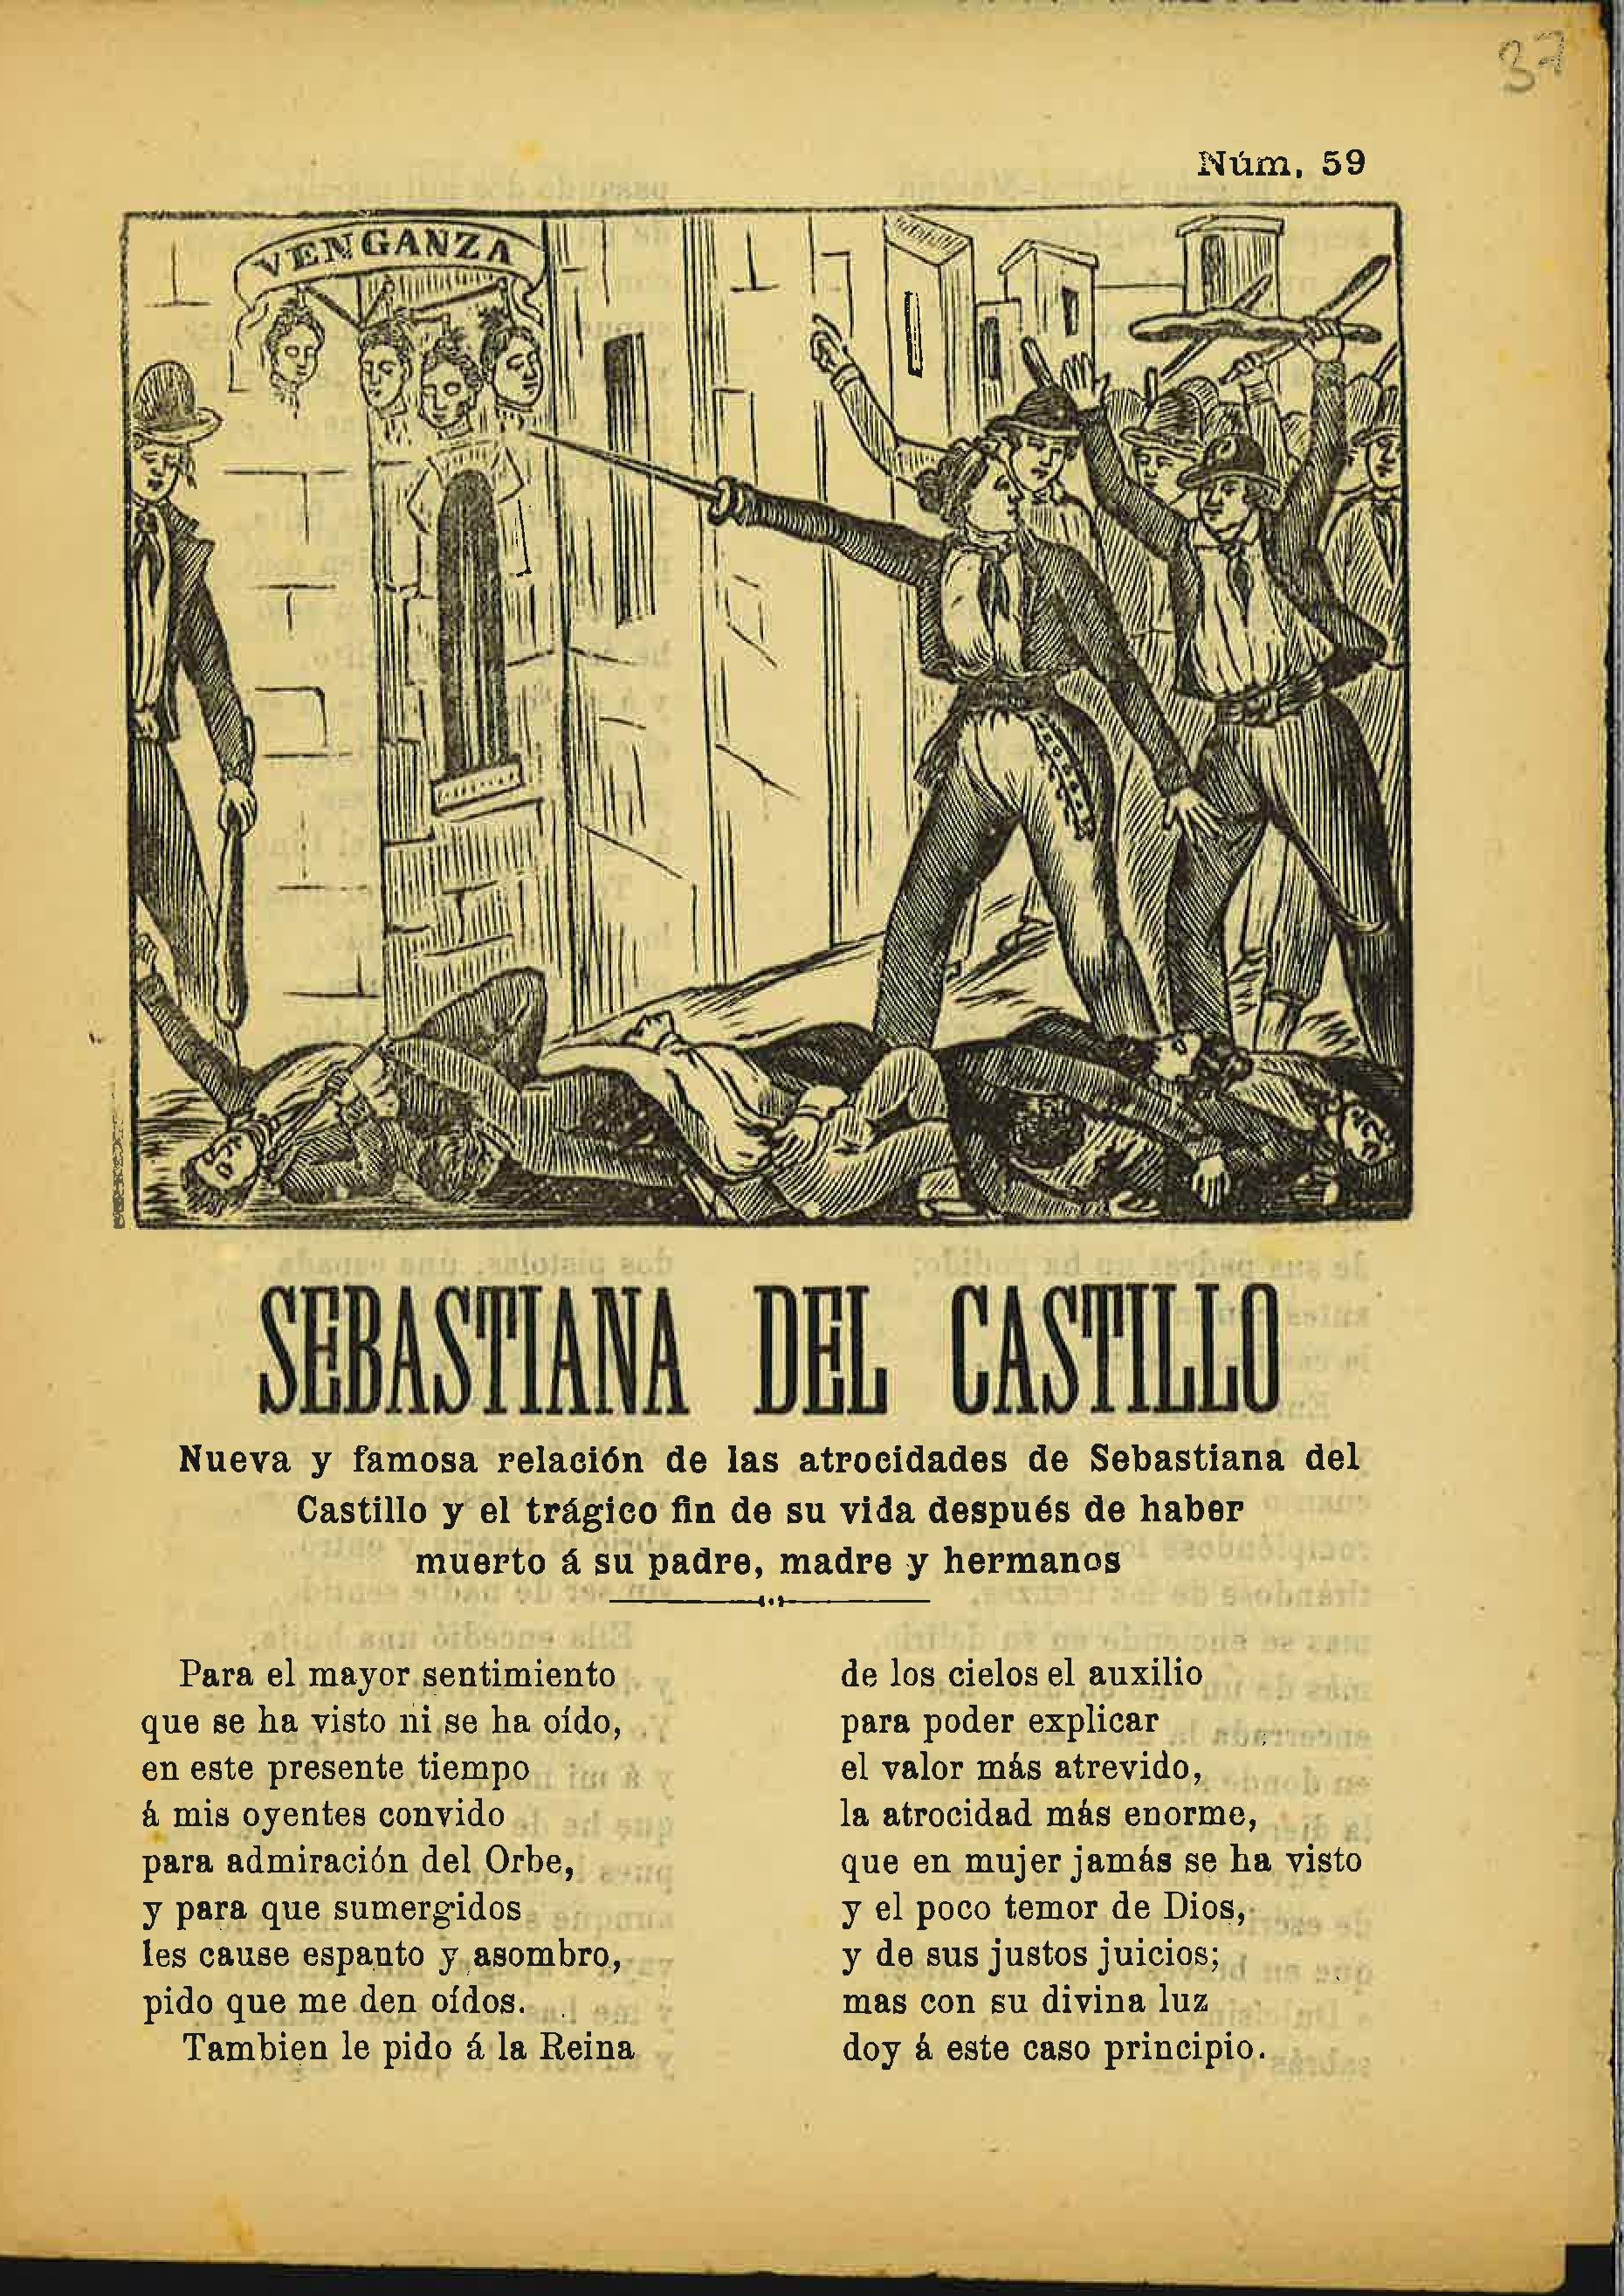 37
Núm. 59
VENGANZA
SEBASTIANA DEL CASTILLO
Nueva y famosa relación de las atrocidades de Sebastiana del
Castillo y el trágico fin de su vida después de haber
muerto á su padre, madre y hermanos
Para el mayor sentimiento
que se ha visto ni se ha oído,
en este presente tiempo
á mis oyentes convido
para admiración del Orbe,
y para que sumergidos
les cause espanto y asombro,
pido que me den oídos.
Tambien le pido á la Reina
de los cielos el auxilio
para poder explicar
el valor más atrevido,
la atrocidad más enorme,
que en mujer jamás se ha visto
y el poco temor de Dios,
y de sus justos juicios;
mas con su divina luz
doy á este caso principio.